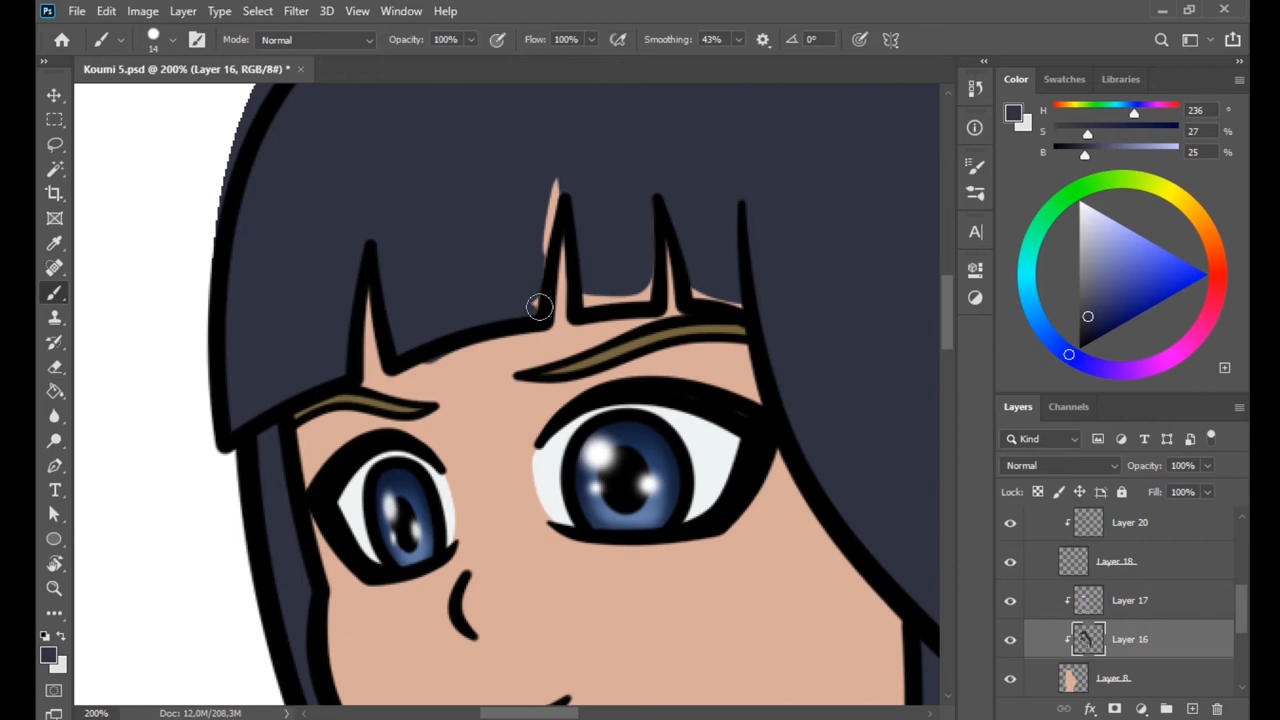 Ps File Edit Image Layer Type Select Filter 3D View Window Help
14 Mode: Normal Opacity: 100% Flow: 100% Smoothing: 43% 0°
Koumi 5.psd @ 200% (Layer 16, RGB/8#) *
Color Swatches Libraries
H 236 °
S 27 %
B 25 %
Layers Channels
Kind
Normal Opacity: 100%
Lock: Fill: 100%
Layer 20
Layer 18
Layer 17
Layer 16
Layer 8
200% Doc: 12,0M/208,3M